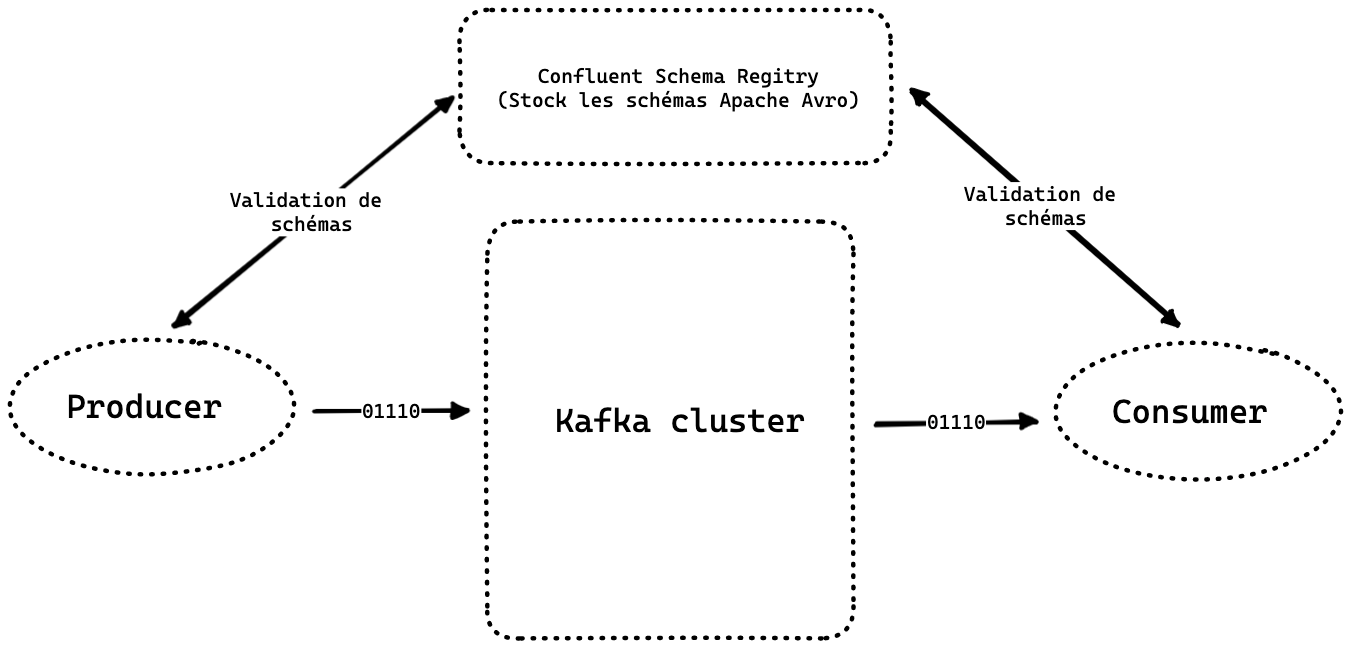 Confluent Schema Regitry
(Stock les schémas Apache Avro)
Validation de
schémas
Validation de
schémas
Producer
01110
Kafka cluster
01110
Consumer